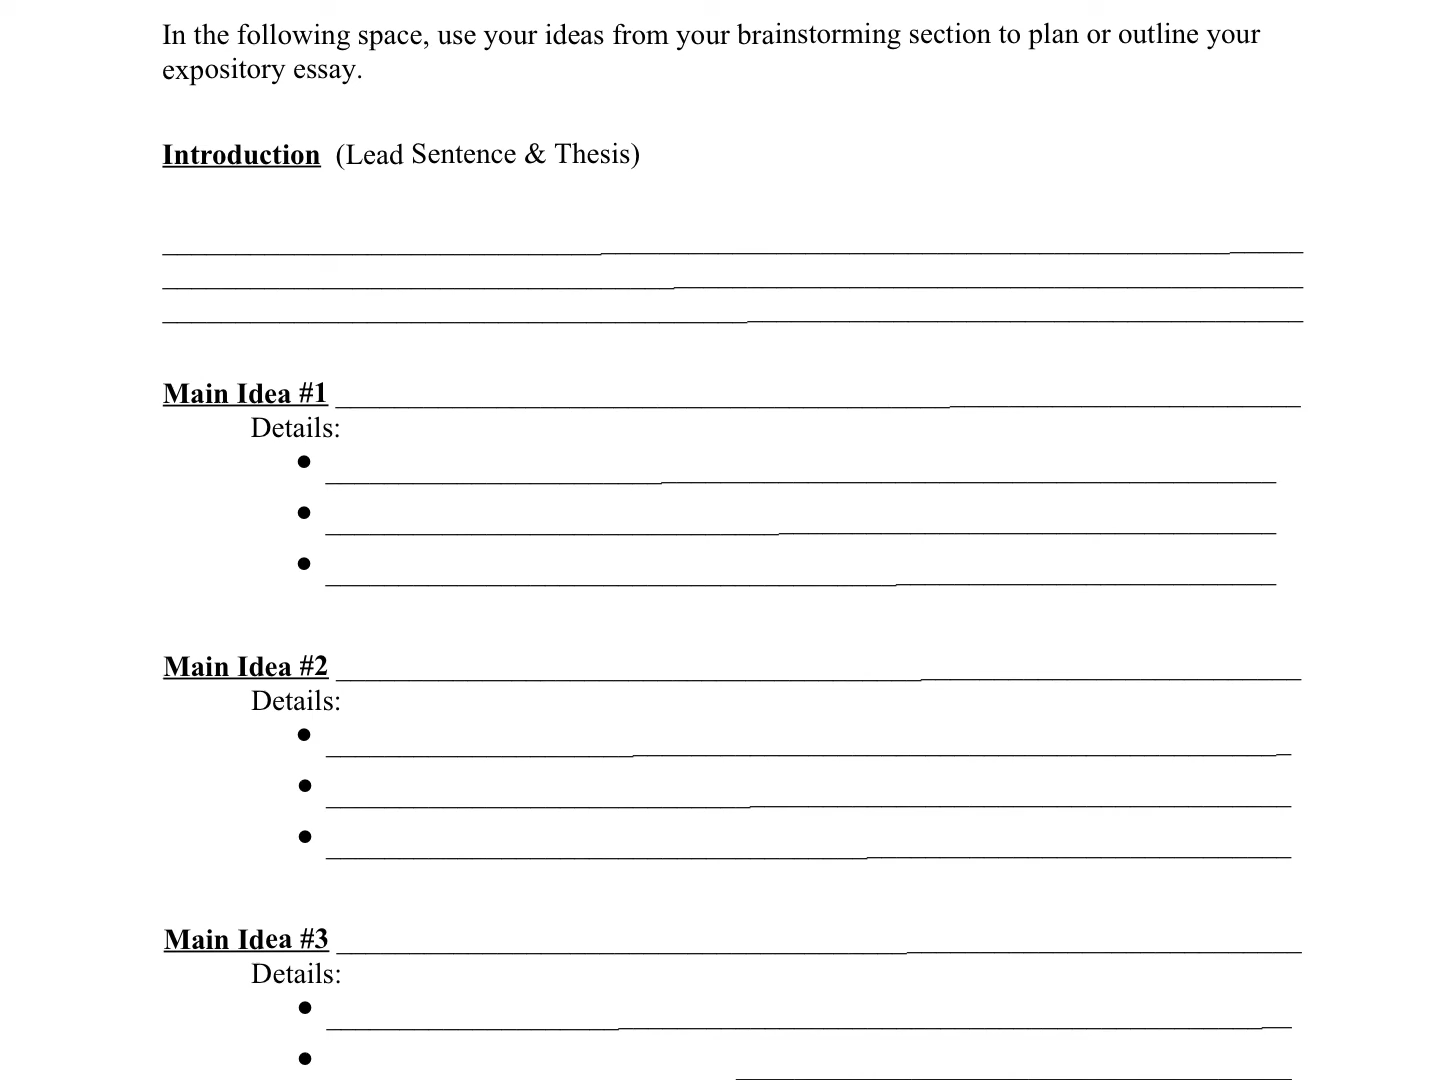 In the following space, use your ideas from your brainstorming section to plan or outline your
expository essay.
Introduction (Lead Sentence & Thesis)
Main Idea #1
Details:
Main Idea #2
Details:
Main Idea #3
Details: